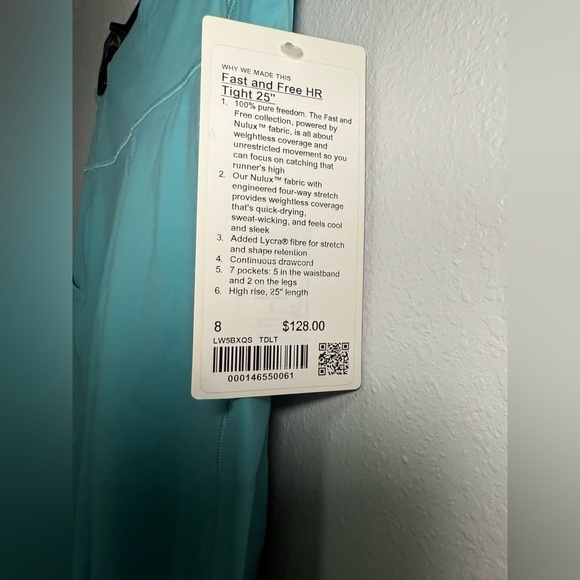 WHY WE MADE THIS
Fast and Free HR
Tight 25"
1. 100% pure freedom. The Fast and
Free collection, powered by
Nulux™ fabric, is all about
weightless coverage and
unrestricted movement so you
can focus on catching that
runner's high
2. Our Nulux™ fabric with
engineered four-way stretch
provides weightless coverage
that's quick-drying,
sweat-wicking, and feels cool
and sleek
3. Added Lycra® fibre for stretch
and shape retention
4. Continuous drawcord
5. 7 pockets: 5 in the waistband
and 2 on the legs
6. High rise, 25" length
8 $128.00
LW5BXQS TDLT
000146550061